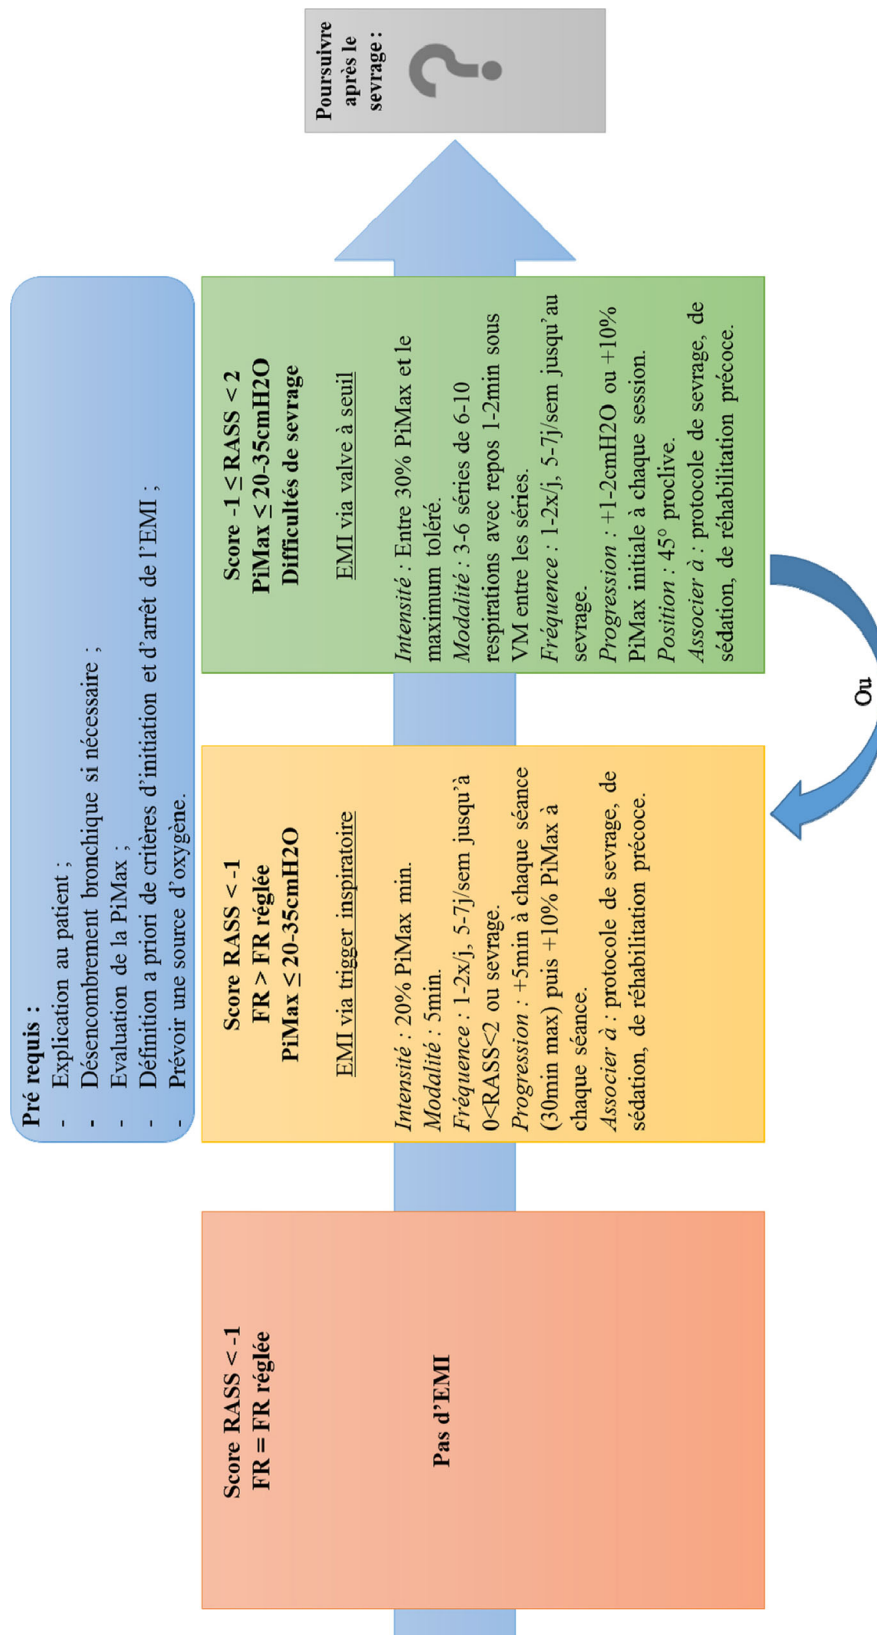 Pré requis :
- Explication au patient ;
- Désencombrement bronchique si nécessaire ;
- Evaluation de la PiMax ;
- Définition a priori de critères d’initiation et d’arrêt de l’EMI ;
- Prévoir une source d’oxygène.
Score RASS < -1
FR = FR réglée
Pas d’EMI
Score RASS < -1
FR > FR réglée
PiMax ≤ 20-35cmH2O
EMI via trigger inspiratoire
Intensité : 20% PiMax min.
Modalité : 5min.
Fréquence : 1-2x/j, 5-7j/sem jusqu’à
0<RASS<2 ou sevrage.
Progression : +5min à chaque séance
(30min max) puis +10% PiMax à
chaque séance.
Associer à : protocole de sevrage, de
sédation, de réhabilitation précoce.
Score -1 ≤ RASS < 2
PiMax ≤ 20-35cmH2O
Difficultés de sevrage
EMI via valve à seuil
Intensité : Entre 30% PiMax et le
maximum toléré.
Modalité : 3-6 séries de 6-10
respirations avec repos 1-2min sous
VM entre les séries.
Fréquence : 1-2x/j, 5-7j/sem jusqu’au
sevrage.
Progression : +1-2cmH2O ou +10%
PiMax initiale à chaque session.
Position : 45° proclive.
Associer à : protocole de sevrage, de
sédation, de réhabilitation précoce.
Ou
Poursuivre
après le
sevrage :
?